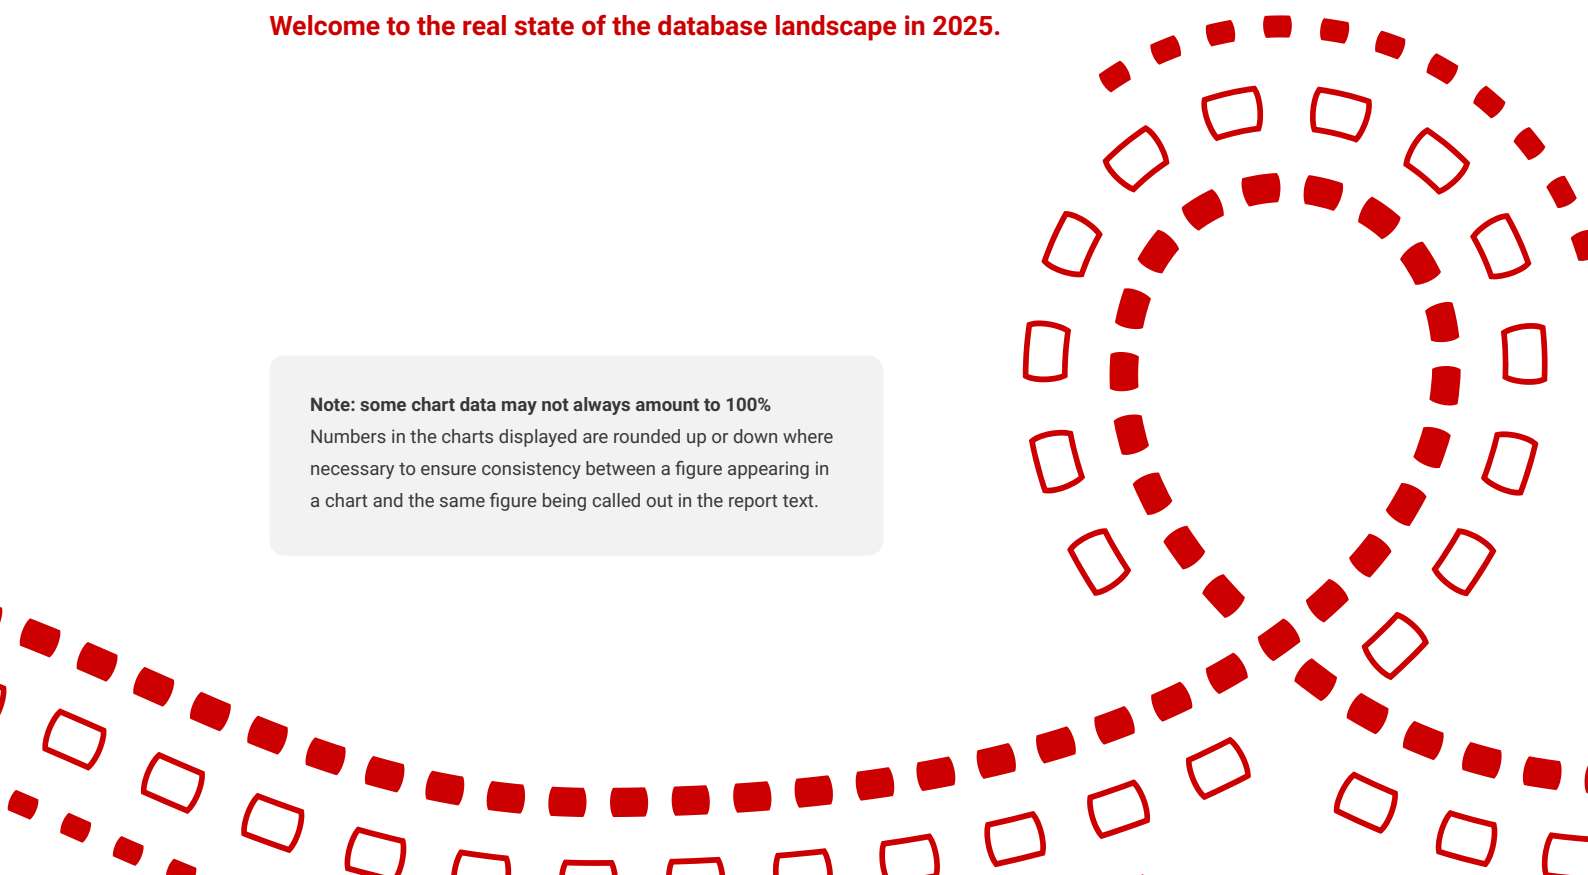 Welcome to the real state of the database landscape in 2025.
Note: some chart data may not always amount to 100%
Numbers in the charts displayed are rounded up or down where
necessary to ensure consistency between a figure appearing in
a chart and the same figure being called out in the report text.